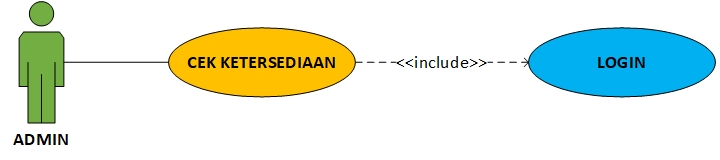 CEK KETERSEDIAAN
<<include>>
LOGIN
ADMIN